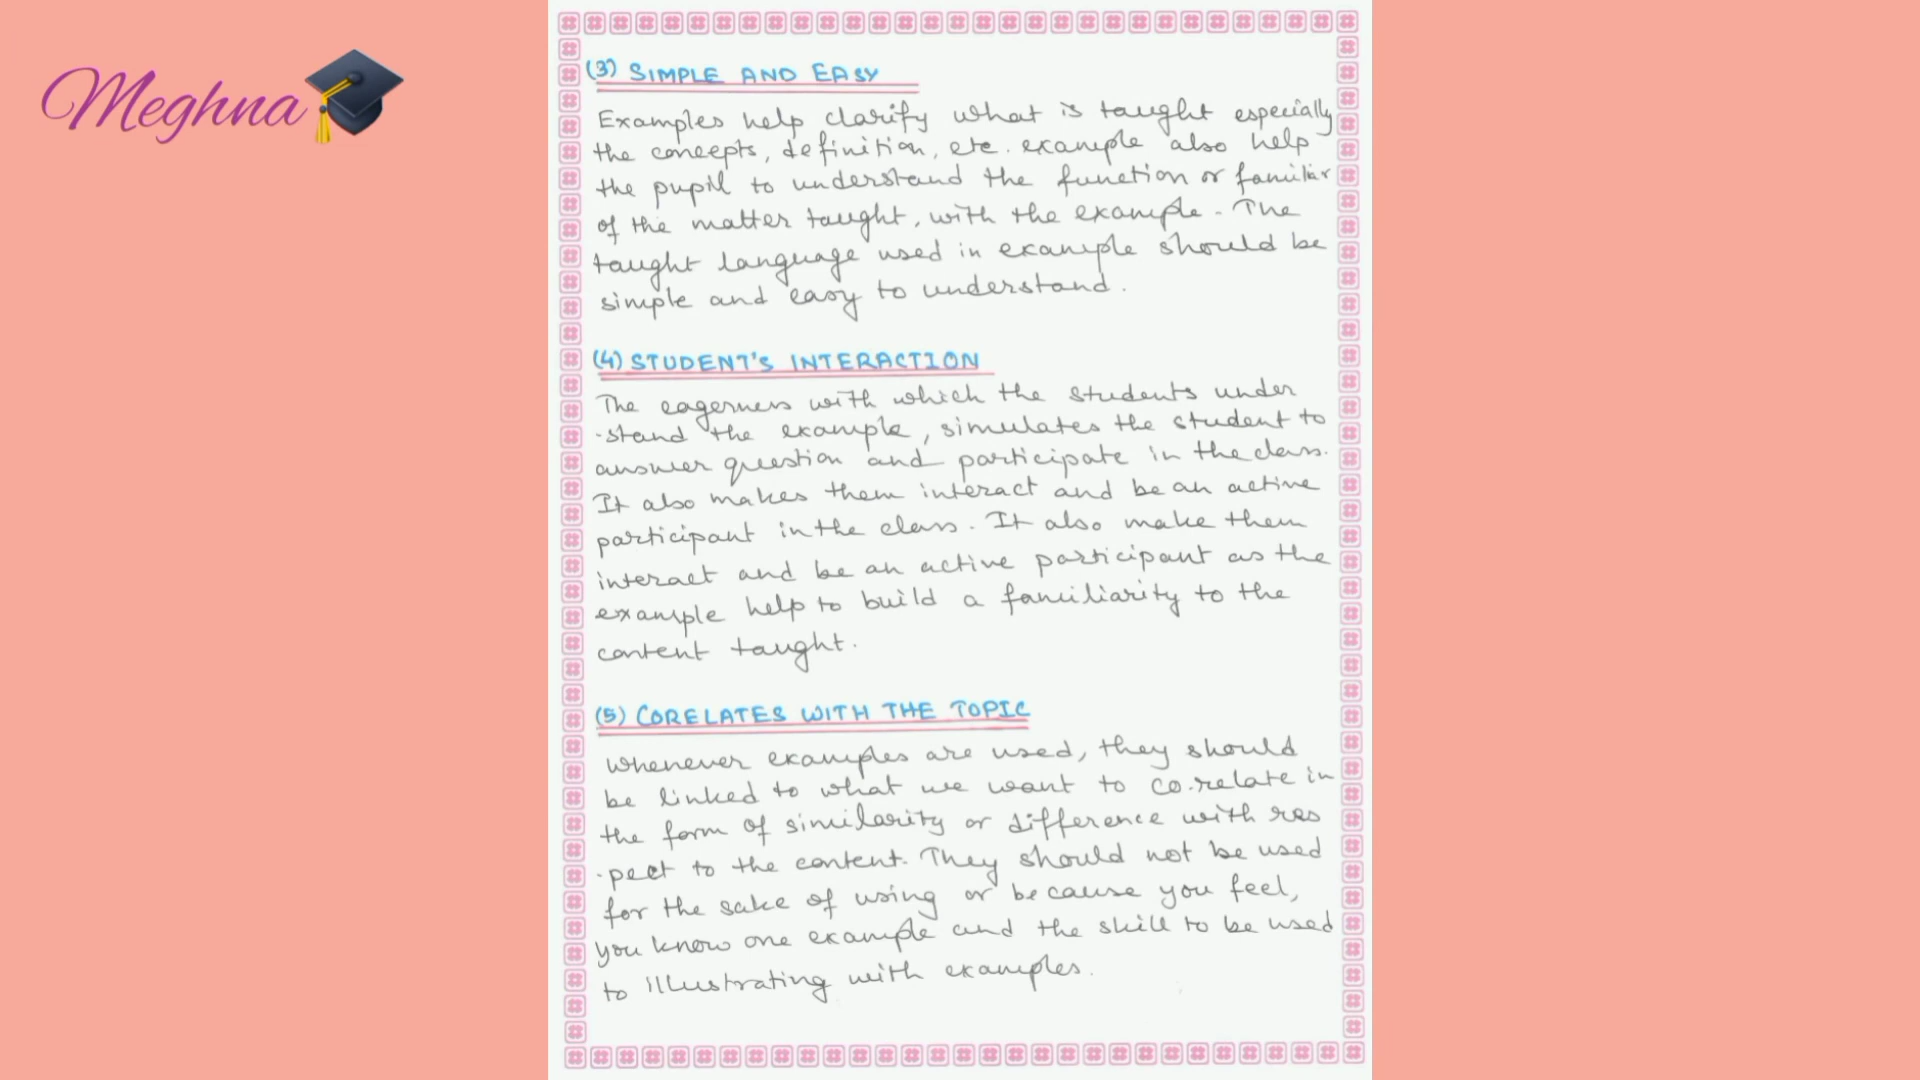 Meghna
(3) SIMPLE AND EASY
Examples help clarify what is taught especially
the concepts, definition, etc. example also help
the pupil to understand the function or familiar
of the matter taught, with the example. The
taught language used in example should be
simple and easy to understand.
(4) STUDENT'S INTERACTION
The eagerness with which the students under
-stand the example, simulates the student to
answer question and participate in the class.
It also makes them interact and be an active
participant in the class. It also make them
interact and be an active participant as the
example help to build a familiarity to the
content taught.
(5) CORELATES WITH THE TOPIC
Whenever examples are used, they should
be linked to what we want to co-relate in
the form of similarity or difference with res
-pect to the content. They should not be used
for the sake of using or because you feel,
you know one example and the skill to be used
to illustrating with examples.